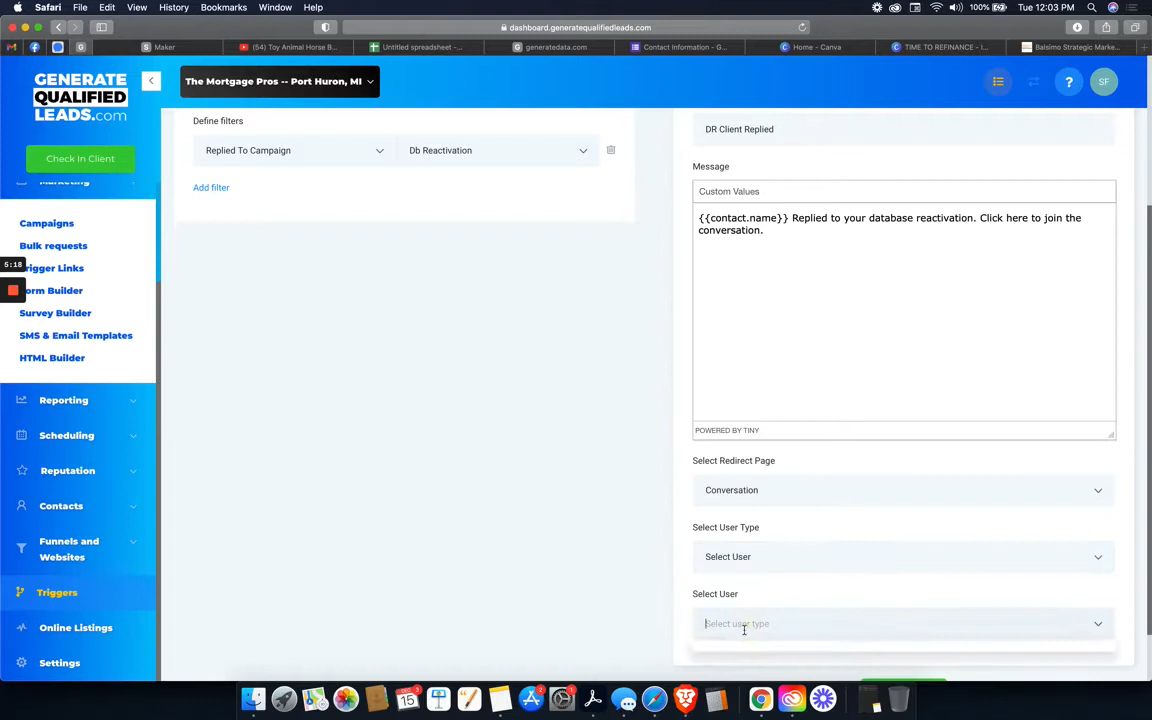 Safari File Edit View History Bookmarks Window Help
100% Tue 12:03 PM
dashboard.generatequalifiedleads.com
Maker
(54) Toy Animal Horse B...
Untitled spreadsheet -...
generatedata.com
Contact Information - G...
Home - Canva
TIME TO REFINANCE - I...
Balsimo Strategic Marke...
GENERATE
QUALIFIED
LEADS.com
The Mortgage Pros -- Port Huron, MI
?
SF
Check In Client
Marketing
Campaigns
Bulk requests
5:18
rigger Links
orm Builder
Survey Builder
SMS & Email Templates
HTML Builder
Reporting
Scheduling
Reputation
Contacts
Funnels and
Websites
Triggers
Online Listings
Settings
Define filters
Replied To Campaign
Db Reactivation
Add filter
DR Client Replied
Message
Custom Values
{{contact.name}} Replied to your database reactivation. Click here to join the
conversation.
POWERED BY TINY
Select Redirect Page
Conversation
Select User Type
Select User
Select User
Select user type